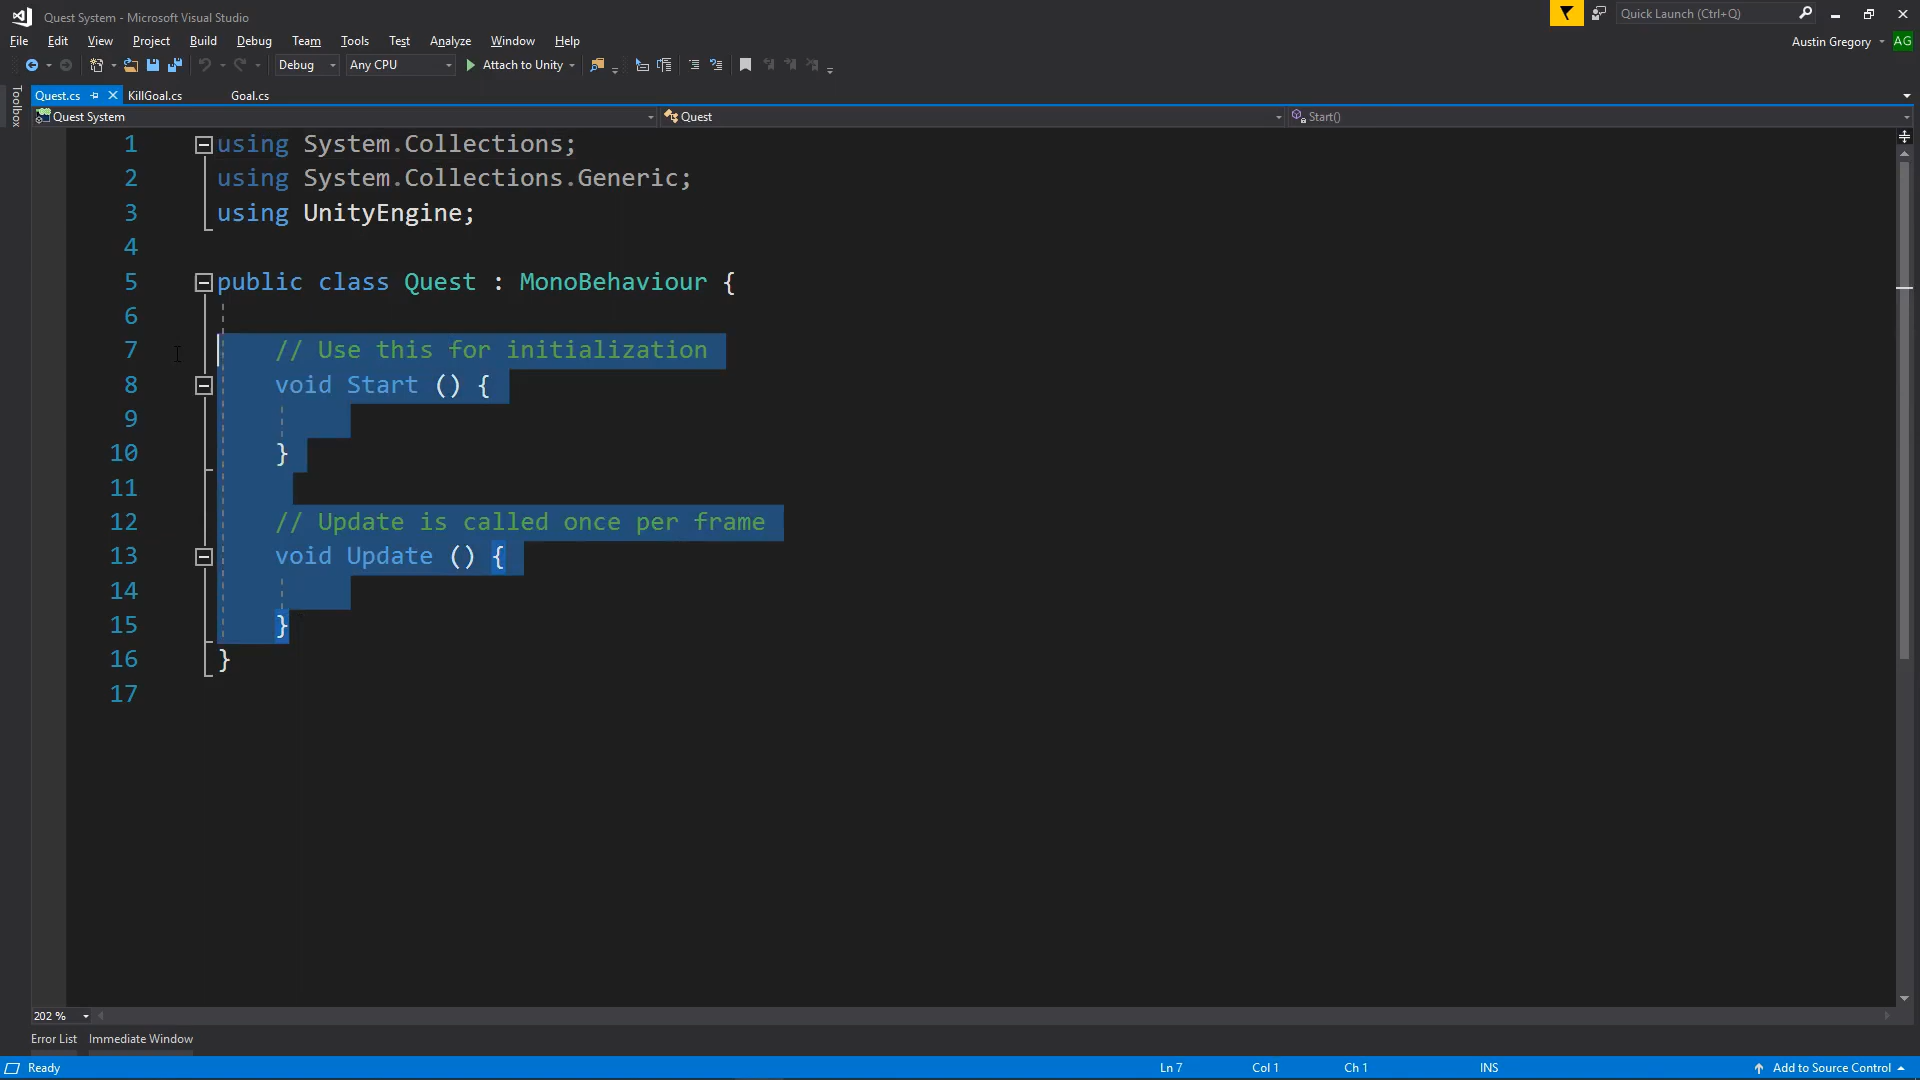 Quest System - Microsoft Visual Studio
Quick Launch (Ctrl+Q)
File Edit View Project Build Debug Team Tools Test Analyze Window Help
Austin Gregory AG
Debug Any CPU Attach to Unity
Toolbox
Quest.cs KillGoal.cs Goal.cs
Quest System Quest Start()
1 using System.Collections;
2 using System.Collections.Generic;
3 using UnityEngine;
4
5 public class Quest : MonoBehaviour {
6
7 // Use this for initialization
8 void Start () {
9
10 }
11
12 // Update is called once per frame
13 void Update () {
14
15 }
16 }
17
202 %
Error List Immediate Window
Ready Ln 7 Col 1 Ch 1 INS Add to Source Control